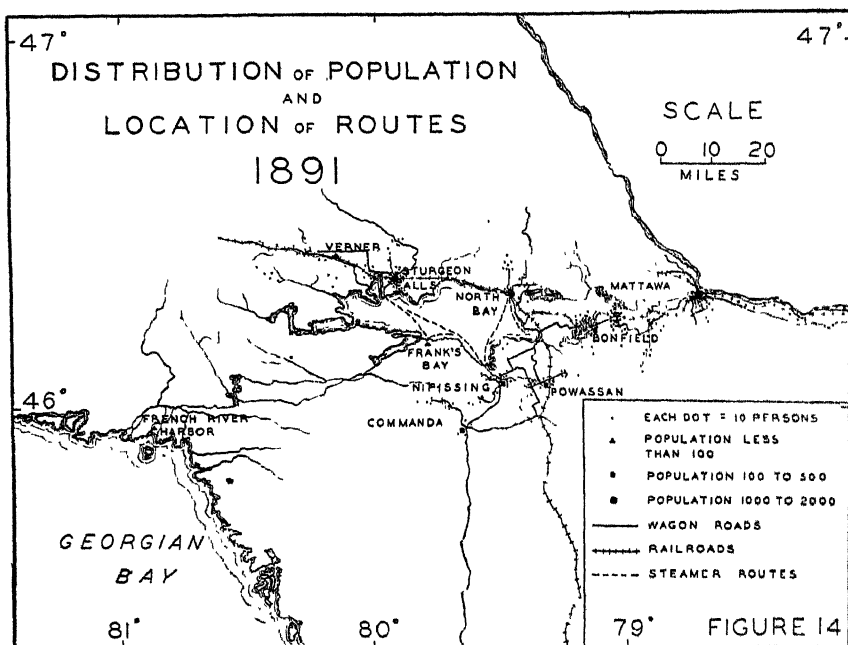 47°
47°
DISTRIBUTION OF POPULATION
AND
LOCATION OF ROUTES
1891
SCALE
0 10 20
MILES
VERNER
STURGEON
FALLS
NORTH
BAY
MATTAWA
BONFIELD
FRANK'S
BAY
NIPISSING
POWASSAN
COMMANDA
46°
FRENCH RIVER
HARBOR
GEORGIAN
BAY
EACH DOT = 10 PERSONS
POPULATION LESS
THAN 100
POPULATION 100 TO 500
POPULATION 1000 TO 2000
WAGON ROADS
RAILROADS
STEAMER ROUTES
81°
80°
79°
FIGURE 14